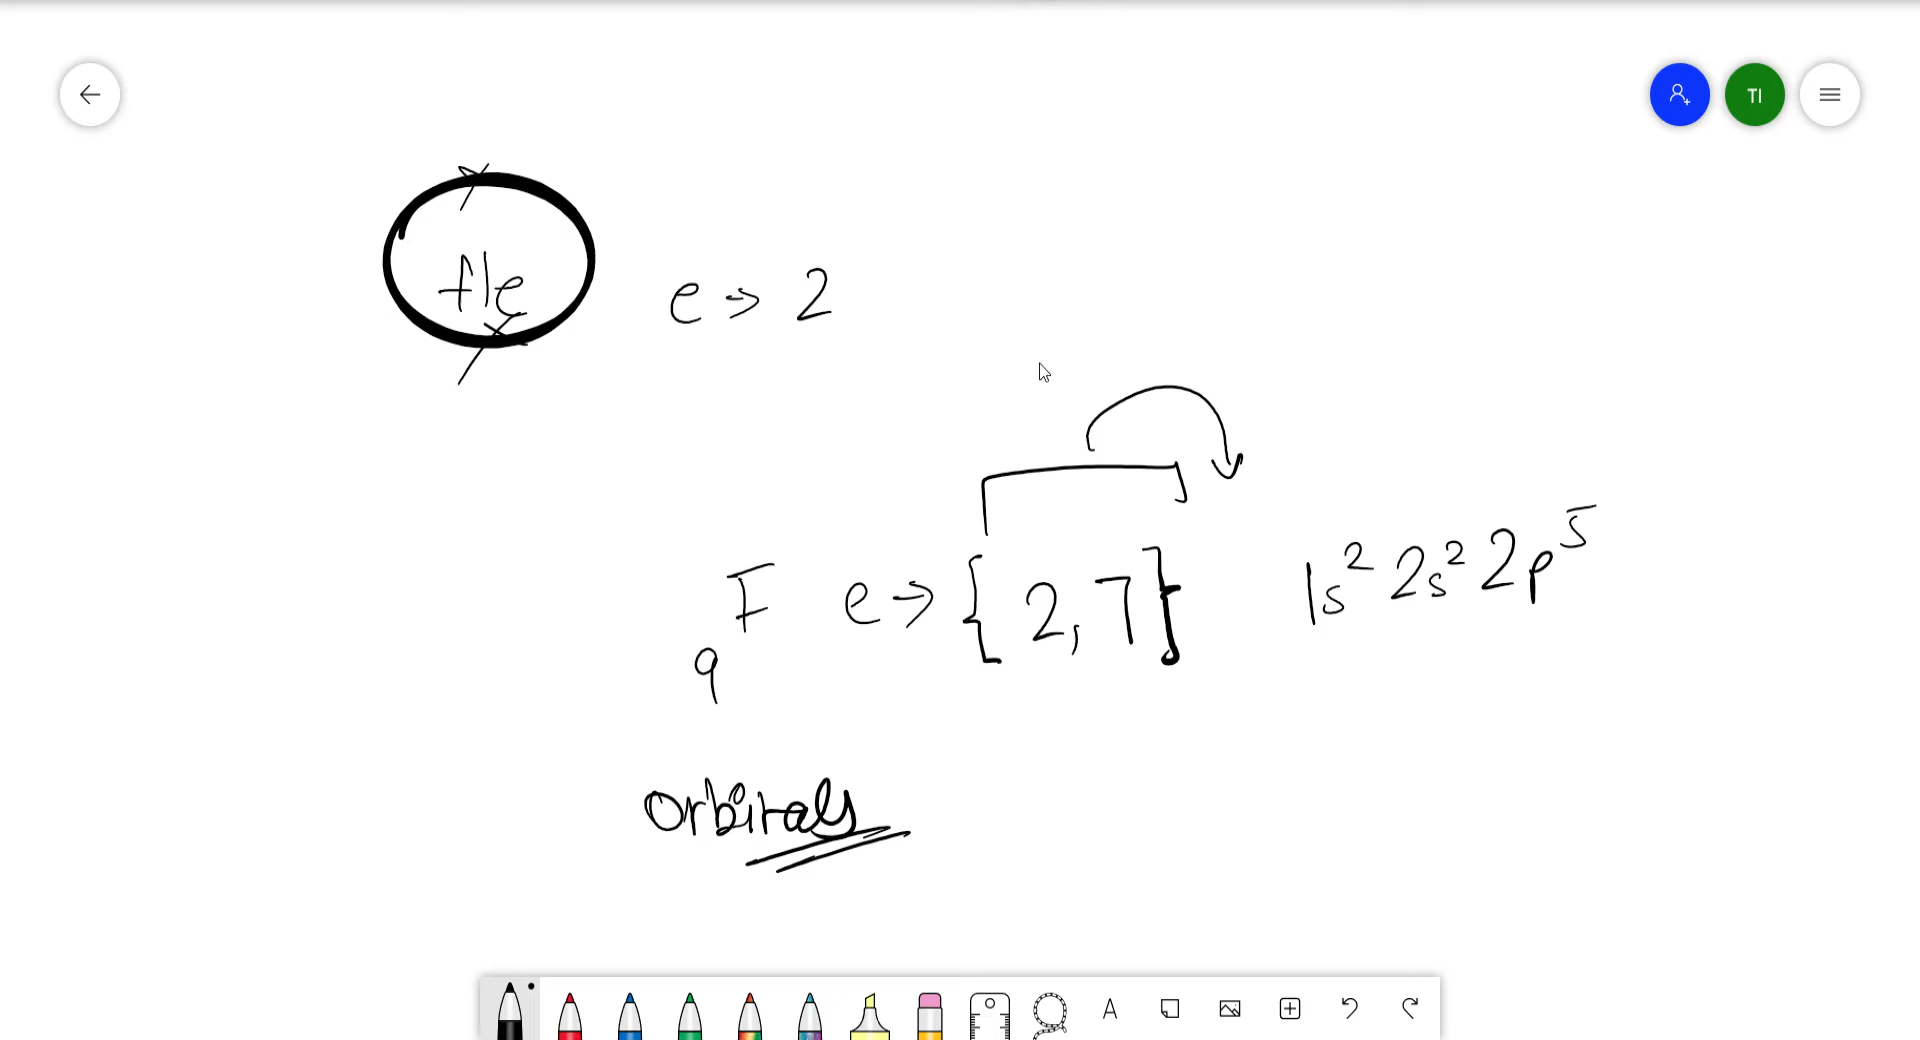 He e → 2
₉F e → {2,7} 1s² 2s² 2p⁵
orbitals
TI
A